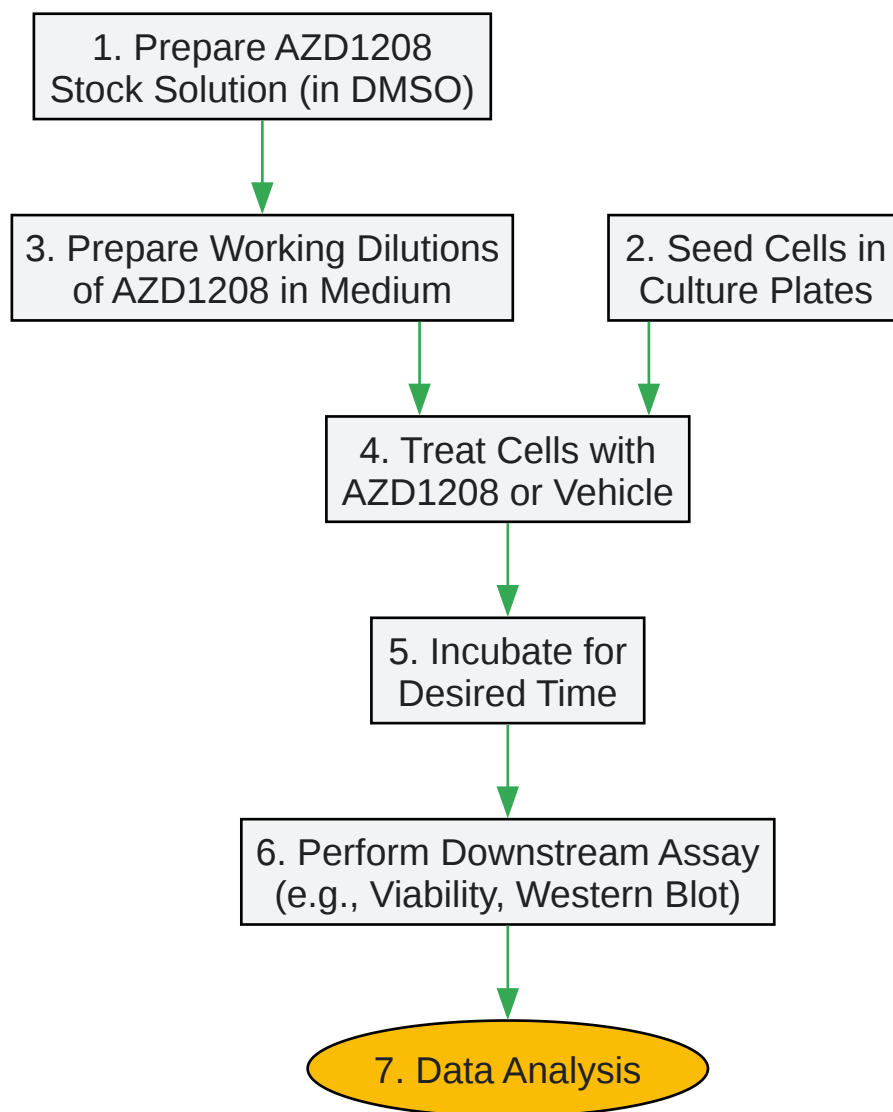 1. Prepare AZD1208
Stock Solution (in DMSO)
3. Prepare Working Dilutions
of AZD1208 in Medium
2. Seed Cells in
Culture Plates
4. Treat Cells with
AZD1208 or Vehicle
5. Incubate for
Desired Time
6. Perform Downstream Assay
(e.g., Viability, Western Blot)
7. Data Analysis